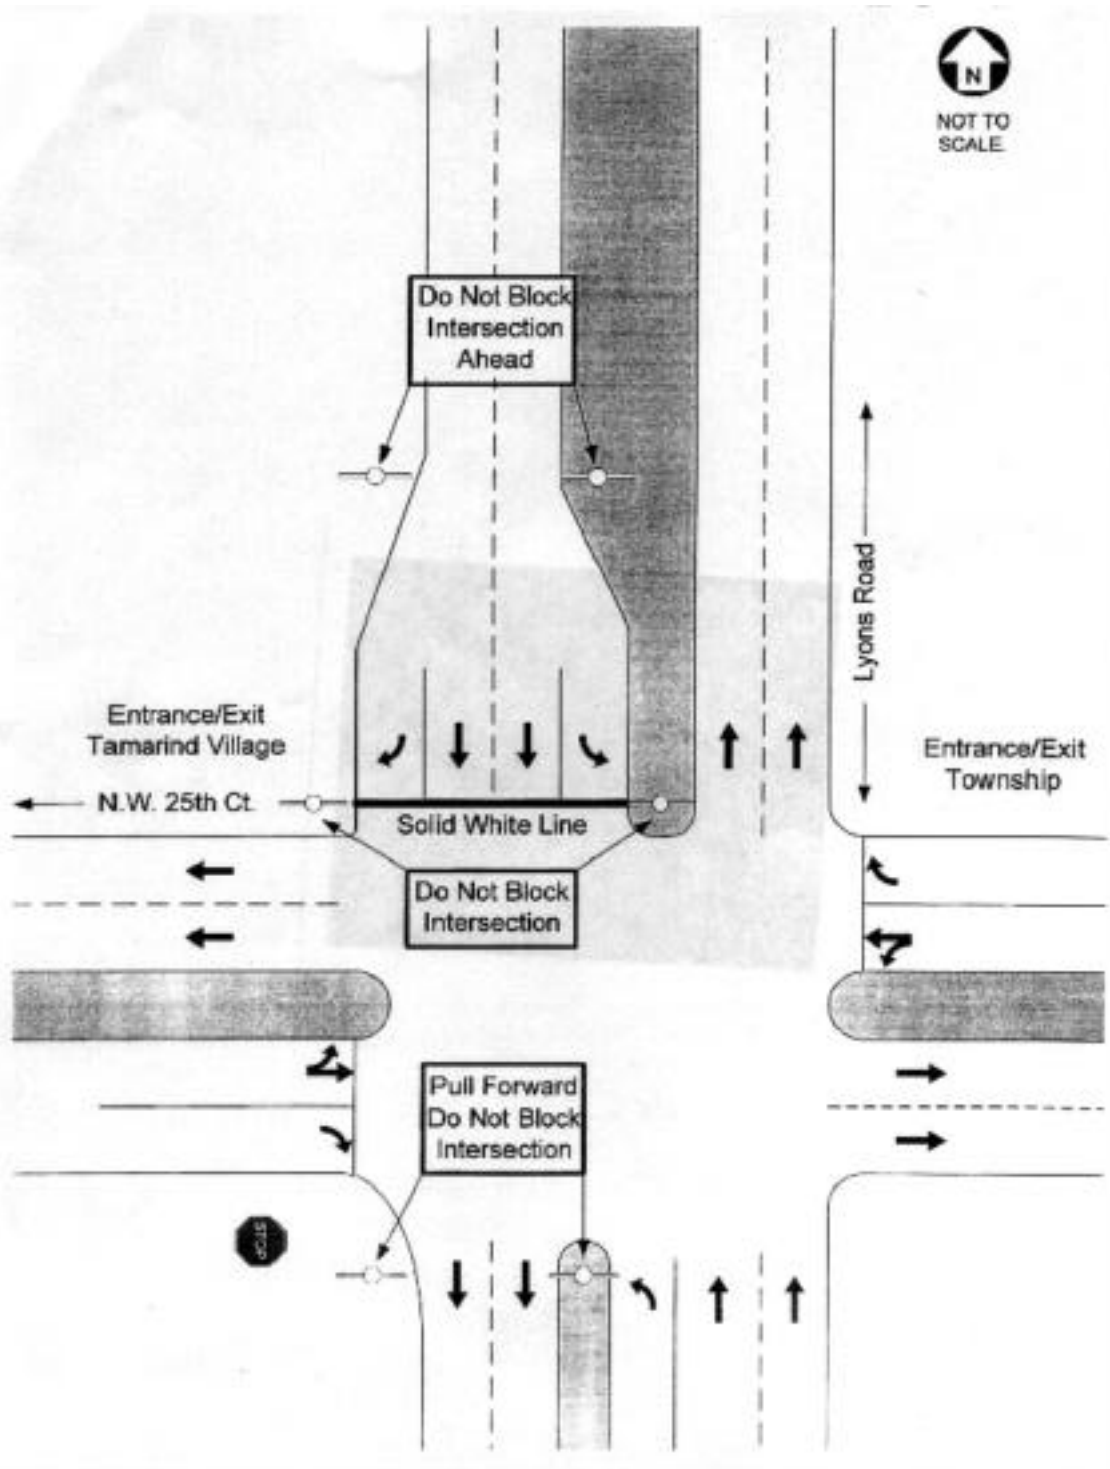 N
NOT TO
SCALE
Do Not Block
Intersection
Ahead
Lyons Road
Entrance/Exit
Tamarind Village
Entrance/Exit
Township
N.W. 25th Ct.
Solid White Line
Do Not Block
Intersection
Pull Forward
Do Not Block
Intersection
STOP